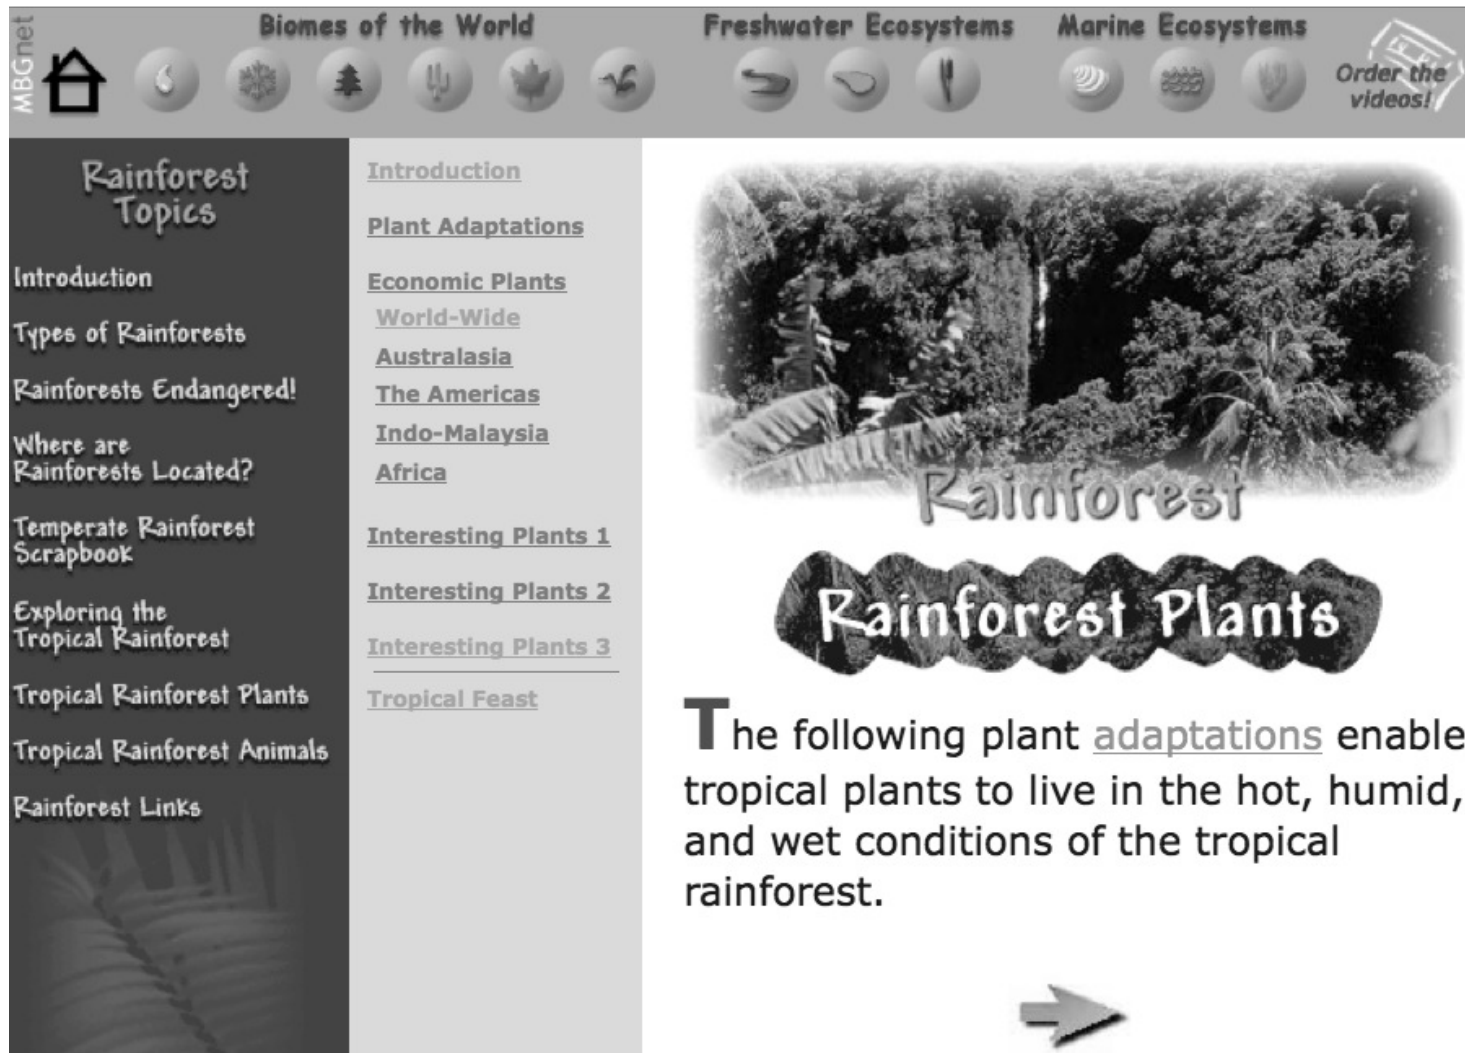 MBGnet
Biomes of the World
Freshwater Ecosystems
Marine Ecosystems
Order the
videos!
Rainforest
Topics
Introduction
Types of Rainforests
Rainforests Endangered!
Where are
Rainforests Located?
Temperate Rainforest
Scrapbook
Exploring the
Tropical Rainforest
Tropical Rainforest Plants
Tropical Rainforest Animals
Rainforest Links
Introduction
Plant Adaptations
Economic Plants
World-Wide
Australasia
The Americas
Indo-Malaysia
Africa
Interesting Plants 1
Interesting Plants 2
Interesting Plants 3
Tropical Feast
Rainforest
Rainforest Plants
The following plant adaptations enable
tropical plants to live in the hot, humid,
and wet conditions of the tropical
rainforest.